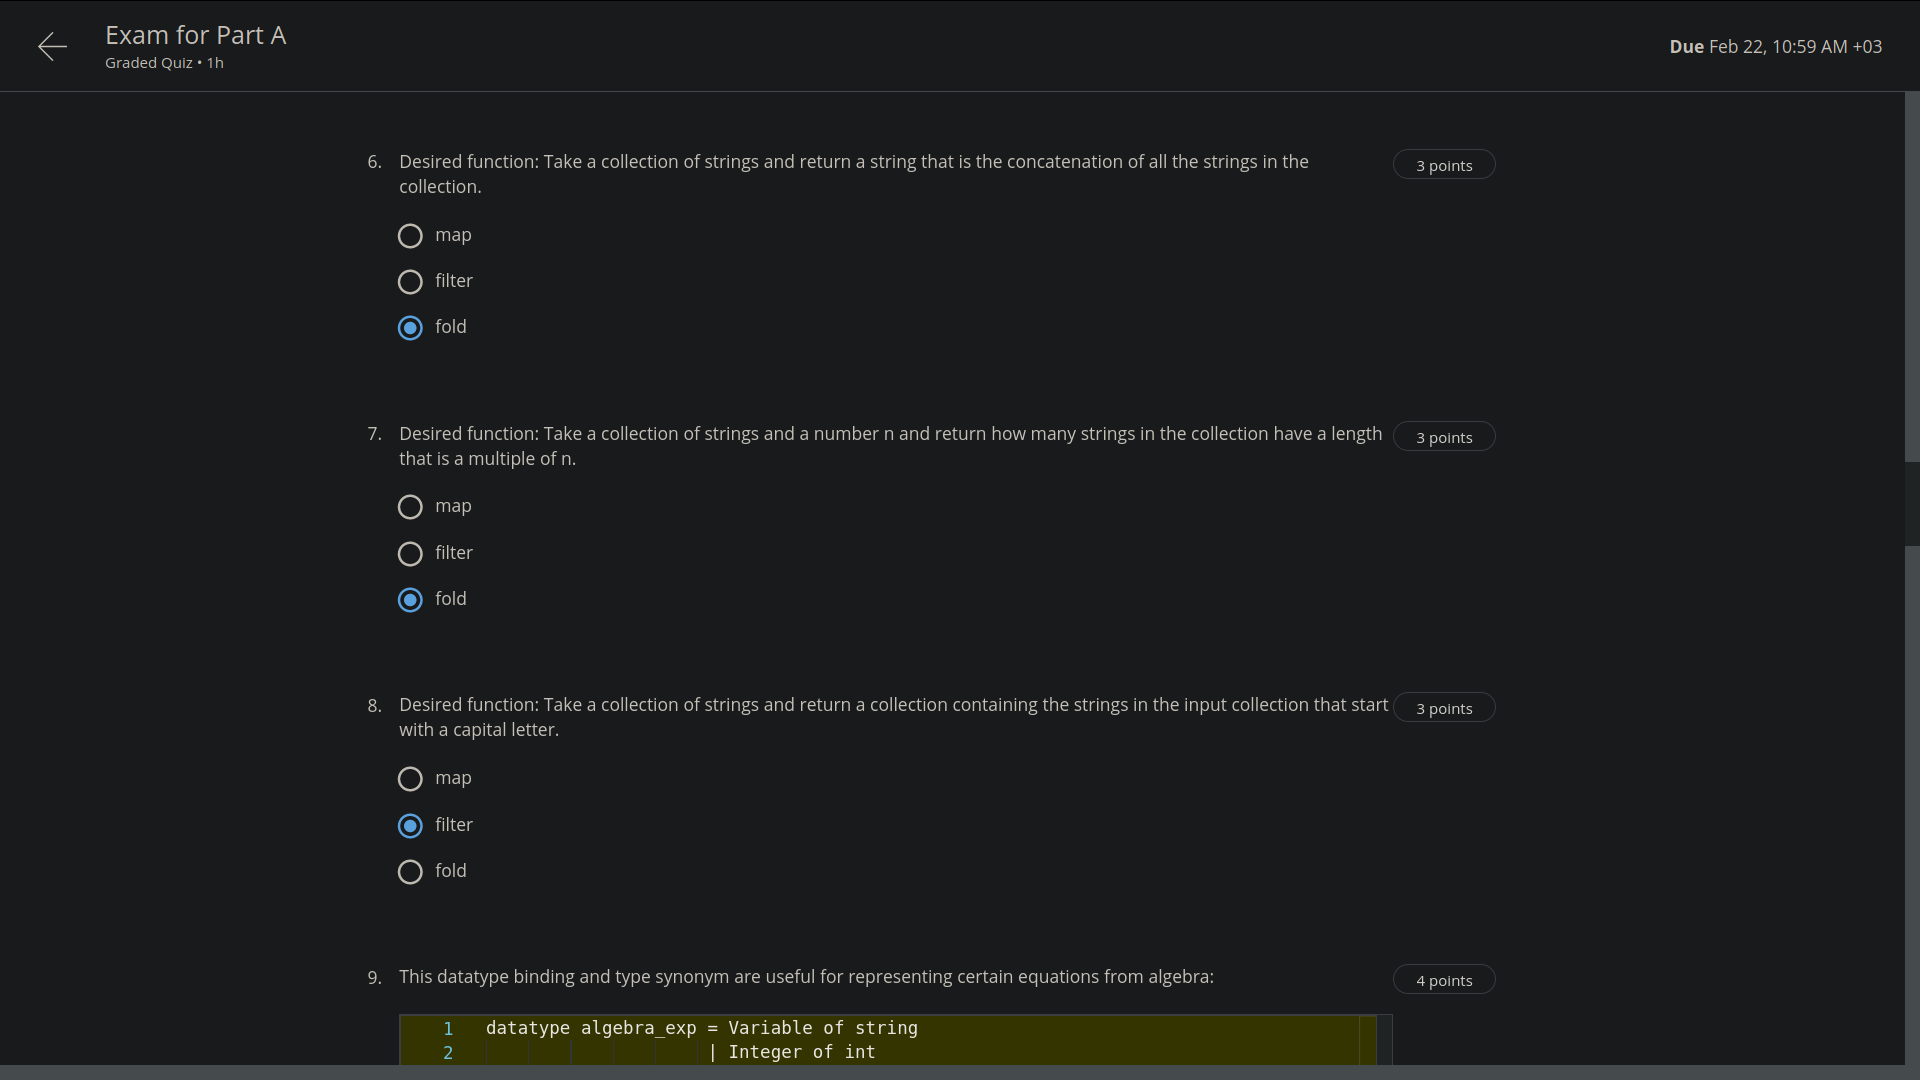 Exam for Part A
Graded Quiz • 1h
Due Feb 22, 10:59 AM +03
6. Desired function: Take a collection of strings and return a string that is the concatenation of all the strings in the
collection.
3 points
map
filter
fold
7. Desired function: Take a collection of strings and a number n and return how many strings in the collection have a length
that is a multiple of n.
3 points
map
filter
fold
8. Desired function: Take a collection of strings and return a collection containing the strings in the input collection that start
with a capital letter.
3 points
map
filter
fold
9. This datatype binding and type synonym are useful for representing certain equations from algebra:
4 points
1 datatype algebra_exp = Variable of string
2 | Integer of int